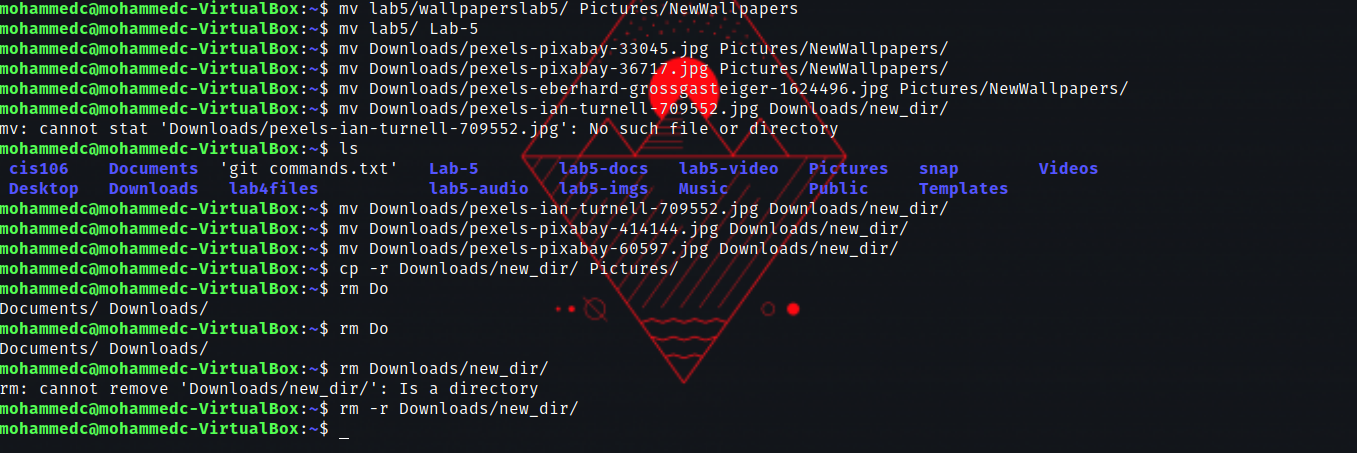 mohammedc@mohammedc-VirtualBox:~$ mv lab5/wallpaperslab5/ Pictures/NewWallpapers
mohammedc@mohammedc-VirtualBox:~$ mv lab5/ Lab-5
mohammedc@mohammedc-VirtualBox:~$ mv Downloads/pexels-pixabay-33045.jpg Pictures/NewWallpapers/
mohammedc@mohammedc-VirtualBox:~$ mv Downloads/pexels-pixabay-36717.jpg Pictures/NewWallpapers/
mohammedc@mohammedc-VirtualBox:~$ mv Downloads/pexels-eberhard-grossgasteiger-1624496.jpg Pictures/NewWallpapers/
mohammedc@mohammedc-VirtualBox:~$ mv Downloads/pexels-ian-turnell-709552.jpg Downloads/new_dir/
mv: cannot stat 'Downloads/pexels-ian-turnell-709552.jpg': No such file or directory
mohammedc@mohammedc-VirtualBox:~$ ls
cis106 Documents 'git commands.txt' Lab-5 lab5-docs lab5-video Pictures snap Videos
Desktop Downloads lab4files lab5-audio lab5-imgs Music Public Templates
mohammedc@mohammedc-VirtualBox:~$ mv Downloads/pexels-ian-turnell-709552.jpg Downloads/new_dir/
mohammedc@mohammedc-VirtualBox:~$ mv Downloads/pexels-pixabay-414144.jpg Downloads/new_dir/
mohammedc@mohammedc-VirtualBox:~$ mv Downloads/pexels-pixabay-60597.jpg Downloads/new_dir/
mohammedc@mohammedc-VirtualBox:~$ cp -r Downloads/new_dir/ Pictures/
mohammedc@mohammedc-VirtualBox:~$ rm Do
Documents/ Downloads/
mohammedc@mohammedc-VirtualBox:~$ rm Do
Documents/ Downloads/
mohammedc@mohammedc-VirtualBox:~$ rm Downloads/new_dir/
rm: cannot remove 'Downloads/new_dir/': Is a directory
mohammedc@mohammedc-VirtualBox:~$ rm -r Downloads/new_dir/
mohammedc@mohammedc-VirtualBox:~$ _